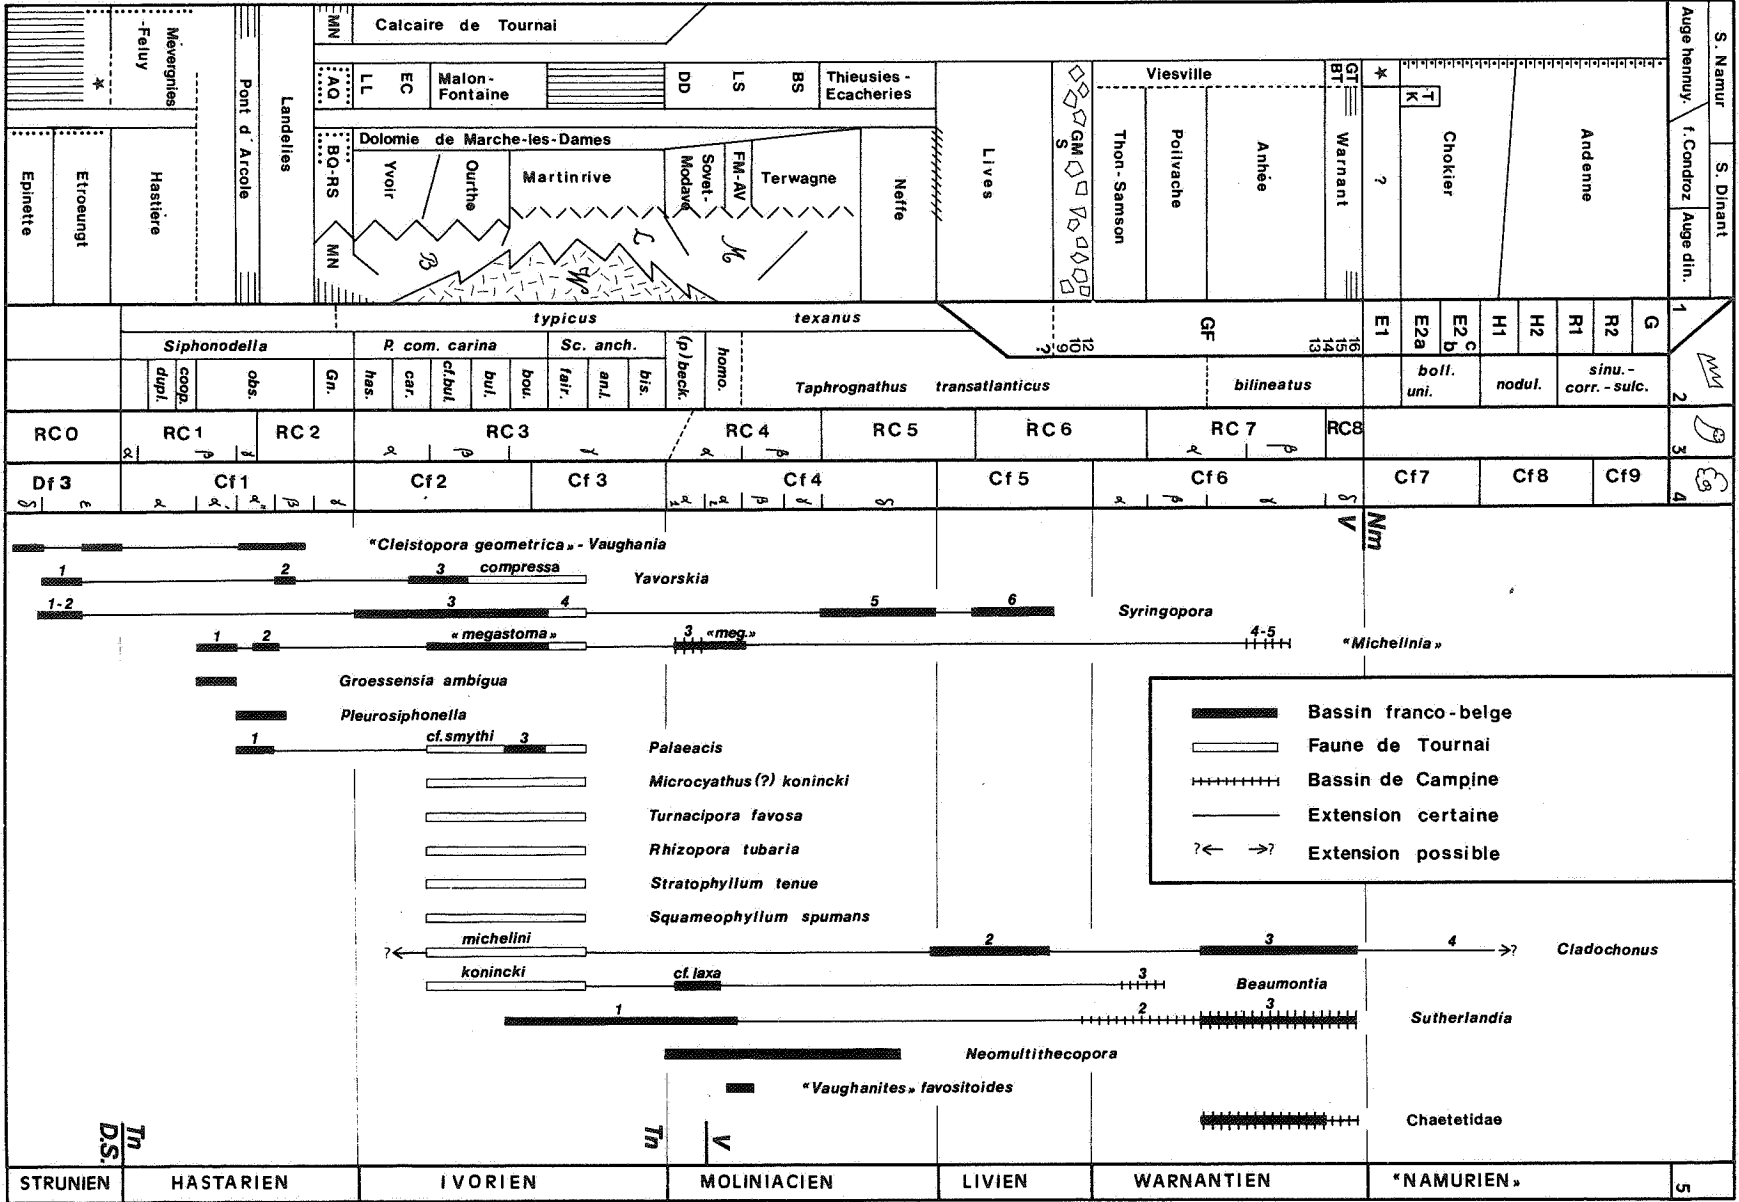 MN
Calcaire de Tournai
Mévergnies
-Feluy
Pont d'Arcole
Landelies
AQ
LL
EC
Malon-
Fontaine
DD
LS
BS
Thieusies -
Ecacheries
Viesville
GT
BT
K
T
Auge hennuy.
f. Condroz
Auge din.
S. Namur
S. Dinant
Epinette
Etroeungt
Hastière
BQ-RS
MN
Dolomie de Marche-les-Dames
Yvoir
Ourthe
Martinrive
Sovet-
Modave
FM-AV
Terwagne
Neffe
B
W
L
M
Lives
GM
S
Thon-Samson
Poilvache
Anhée
Warnant
?
Chokier
Andenne
typicus
texanus
?
9
10
12
GF
13
14
15
16
E1
E2a
E2 c
b
H1
H2
R1
R2
G
1
Siphonodella
P. com. carina
Sc. anch.
dupl.
coop.
obs.
Gn.
has.
car.
cf.bul.
bul.
bou.
fair.
an.l.
bis.
(p)beck.
homo.
Taphrognathus transatlanticus
bilineatus
boll.
uni.
nodul.
sinu.-
corr.-sulc.
2
RC0
RC1
RC2
RC3
RC4
RC5
RC6
RC7
RC8
3
α β γ α β γ α β α β
Df3
Cf1
Cf2
Cf3
Cf4
Cf5
Cf6
Cf7
Cf8
Cf9
4
δ ε α α' α" β γ α1 α2 β γ δ α β γ δ
V
Nm
«Cleistopora geometrica» - Vaughania
1 2 3 compressa
Yavorskia
1-2 3 4 5 6
Syringopora
1 2 «megastoma» 3 «meg.» 4-5
"Michelinia»
Groessensia ambigua
Pleurosiphonella
1 cf. smythi 3
Palaeacis
Microcyathus (?) konincki
Turnacipora favosa
Rhizopora tubaria
Stratophyllum tenue
Squameophyllum spumans
? michelini 2 3 4 ?
Cladochonus
konincki cf. laxa 3
Beaumontia
1 2 3
Sutherlandia
Neomultithecopora
«Vaughanites» favositoides
Chaetetidae
Bassin franco-belge
Faune de Tournai
Bassin de Campine
Extension certaine
?← →? Extension possible
D.S.
Tn
Tn
V
STRUNIEN
HASTARIEN
IVORIEN
MOLINIACIEN
LIVIEN
WARNANTIEN
"NAMURIEN»
5